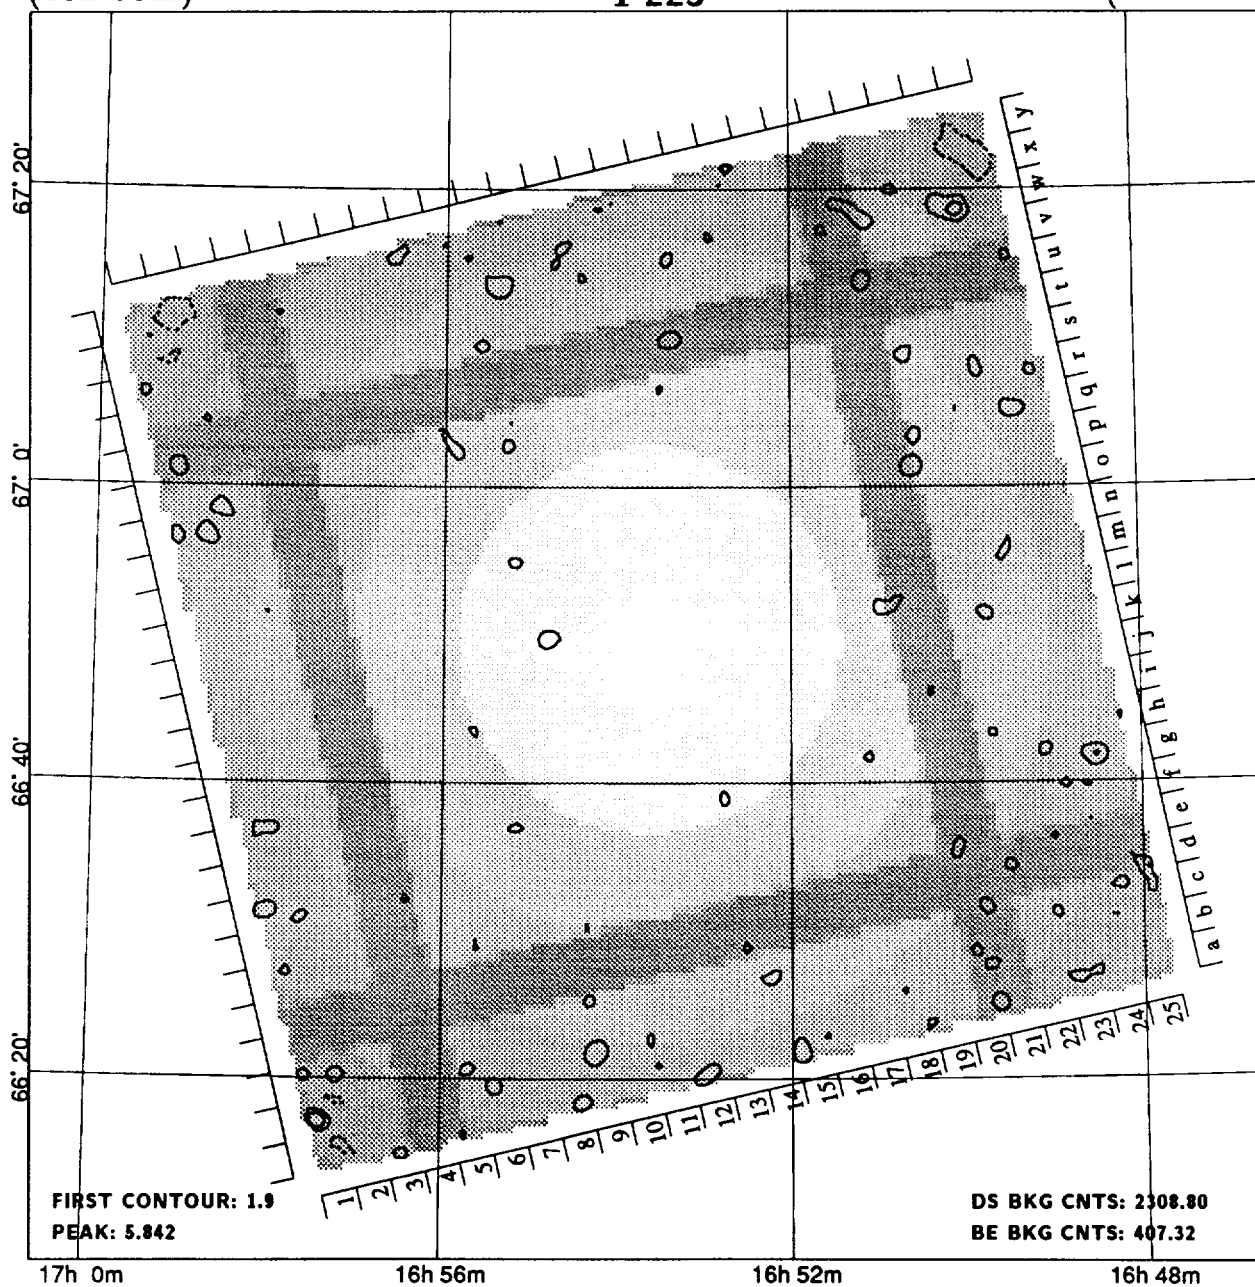 67° 20'
67° 0'
66° 40'
66° 20'
y
x
w
v
u
t
s
r
q
p
o
n
m
l
k
j
i
h
g
f
e
d
c
b
a
1 2 3 4 5 6 7 8 9 10 11 12 13 14 15 16 17 18 19 20 21 22 23 24 25
FIRST CONTOUR: 1.9
PEAK: 5.842
DS BKG CNTS: 2308.80
BE BKG CNTS: 407.32
17h 0m 16h 56m 16h 52m 16h 48m